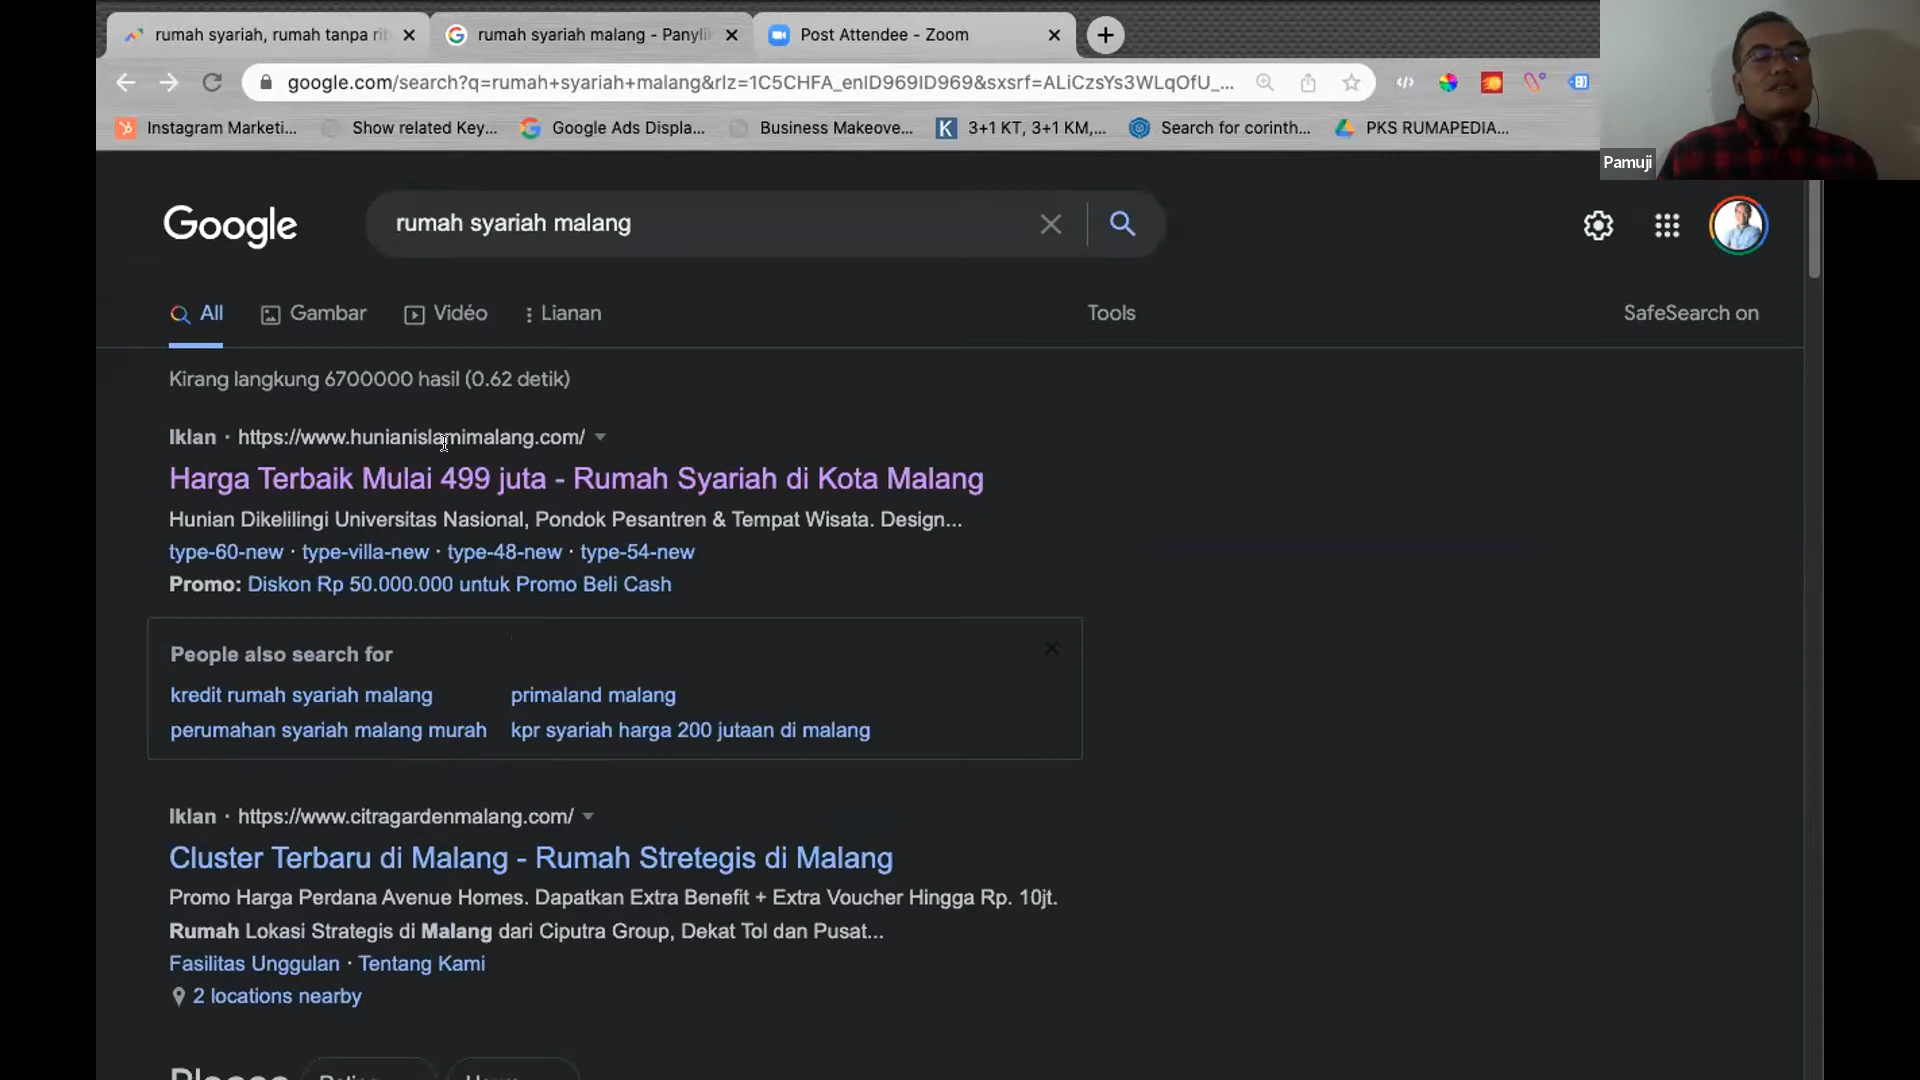 rumah syariah, rumah tanpa rit
rumah syariah malang - Panyli
Post Attendee - Zoom
google.com/search?q=rumah+syariah+malang&rlz=1C5CHFA_enID969ID969&sxsrf=ALiCzsYs3WLqOfU_...
Instagram Marketi...
Show related Key...
Google Ads Displa...
Business Makeove...
K
3+1 KT, 3+1 KM,...
Search for corinth...
PKS RUMAPEDIA...
Pamuji
Google
rumah syariah malang
All
Gambar
Vidéo
Lianan
Tools
SafeSearch on
Kirang langkung 6700000 hasil (0.62 detik)
Iklan · https://www.hunianislamimalang.com/
Harga Terbaik Mulai 499 juta - Rumah Syariah di Kota Malang
Hunian Dikelilingi Universitas Nasional, Pondok Pesantren & Tempat Wisata. Design...
type-60-new · type-villa-new · type-48-new · type-54-new
Promo: Diskon Rp 50.000.000 untuk Promo Beli Cash
People also search for
kredit rumah syariah malang
primaland malang
perumahan syariah malang murah
kpr syariah harga 200 jutaan di malang
Iklan · https://www.citragardenmalang.com/
Cluster Terbaru di Malang - Rumah Stretegis di Malang
Promo Harga Perdana Avenue Homes. Dapatkan Extra Benefit + Extra Voucher Hingga Rp. 10jt.
Rumah Lokasi Strategis di Malang dari Ciputra Group, Dekat Tol dan Pusat...
Fasilitas Unggulan · Tentang Kami
2 locations nearby